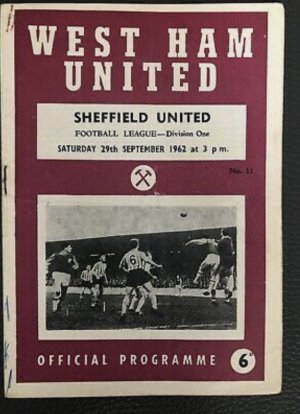 WEST HAM
UNITED
SHEFFIELD UNITED
FOOTBALL LEAGUE—Division One
SATURDAY 29th SEPTEMBER 1962 at 3 p.m.
No. 11
6
OFFICIAL PROGRAMME 6D